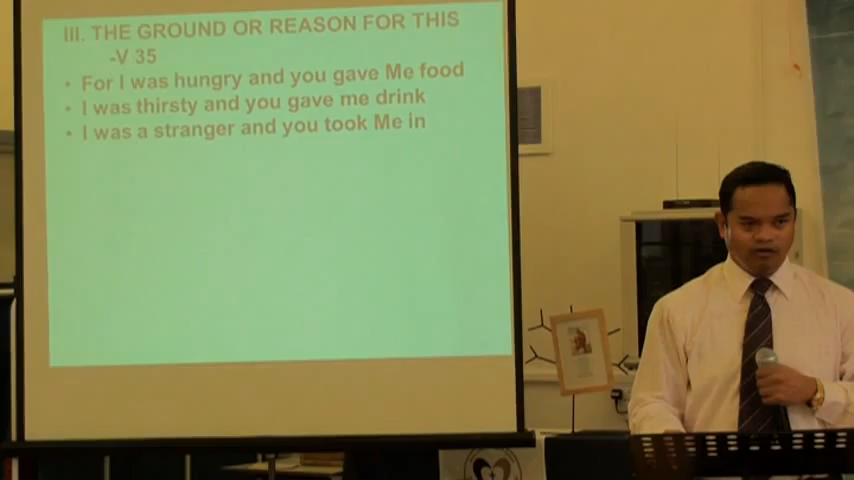 III. THE GROUND OR REASON FOR THIS
-V 35
• For I was hungry and you gave Me food
• I was thirsty and you gave me drink
• I was a stranger and you took Me in